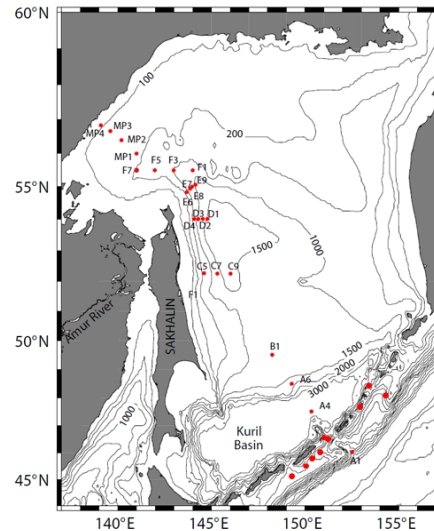 60°N
100
MP3
MP4
MP2
200
MP1
F5
F3
F1
F7
E9
55°N
E7
E8
E6
D3
D1
D4
D2
1000
1500
C5
C7
C9
F1
Amur River
SAKHALIN
50°N
B1
1500
2000
A6
3000
1000
A4
Kuril
Basin
A1
45°N
140°E
145°E
150°E
155°E